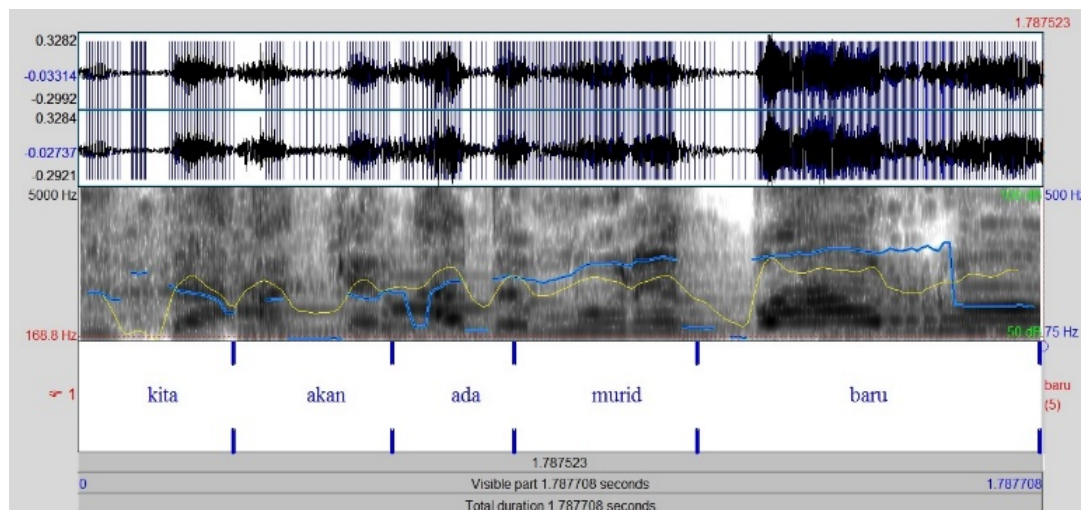 1.787523
0.3282
-0.03314
-0.2992
0.3284
-0.02737
-0.2921
5000 Hz
500 Hz
168.8 Hz
50 dB
75 Hz
1
kita akan ada murid baru
baru
(5)
1.787523
0 Visible part 1.787708 seconds 1.787708
Total duration 1.787708 seconds